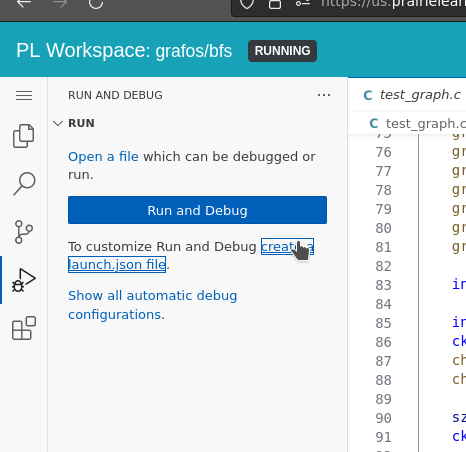 https://us.prairielearn
PL Workspace: grafos/bfs RUNNING
RUN AND DEBUG
RUN
Open a file which can be debugged or
run.
Run and Debug
To customize Run and Debug create a
launch.json file.
Show all automatic debug
configurations.
C test_graph.c
C test_graph.c
75 gr
76 gr
77 gr
78 gr
79 gr
80 gr
81 gr
82
83 in
84
85 in
86 ck
87 ch
88 ch
89
90 sz
91 ck